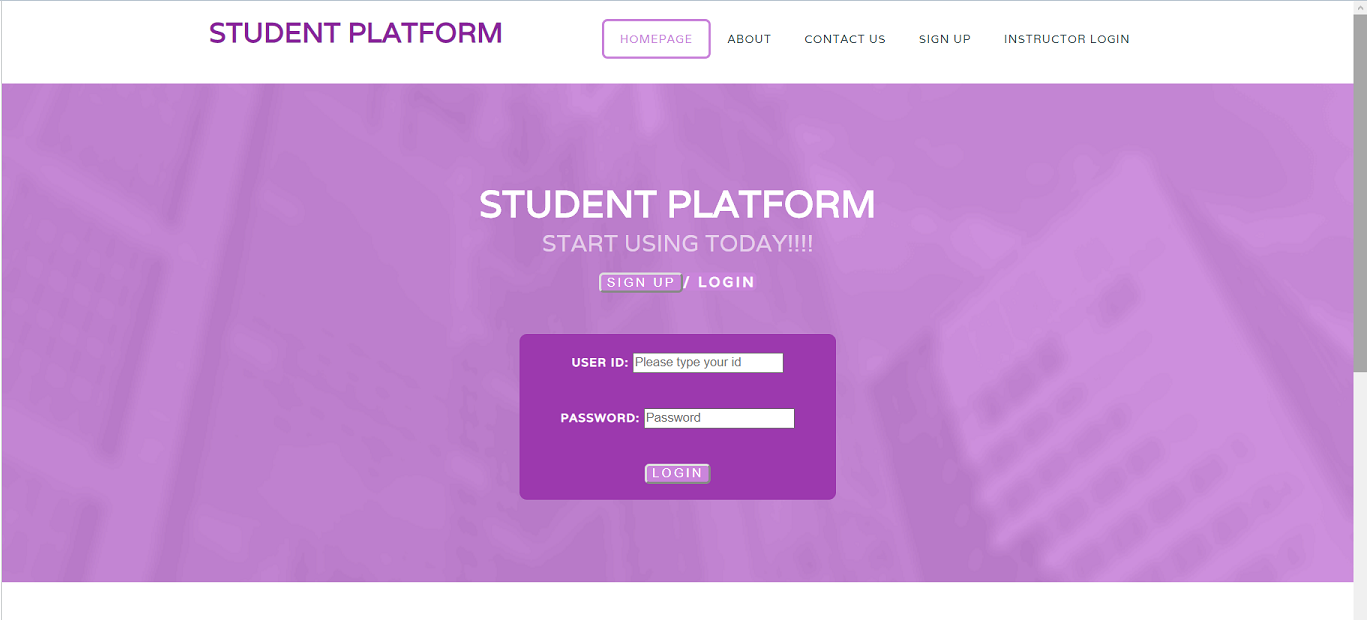 STUDENT PLATFORM
HOMEPAGE ABOUT CONTACT US SIGN UP INSTRUCTOR LOGIN
STUDENT PLATFORM
START USING TODAY!!!!
SIGN UP / LOGIN
USER ID: Please type your id
PASSWORD: Password
LOGIN